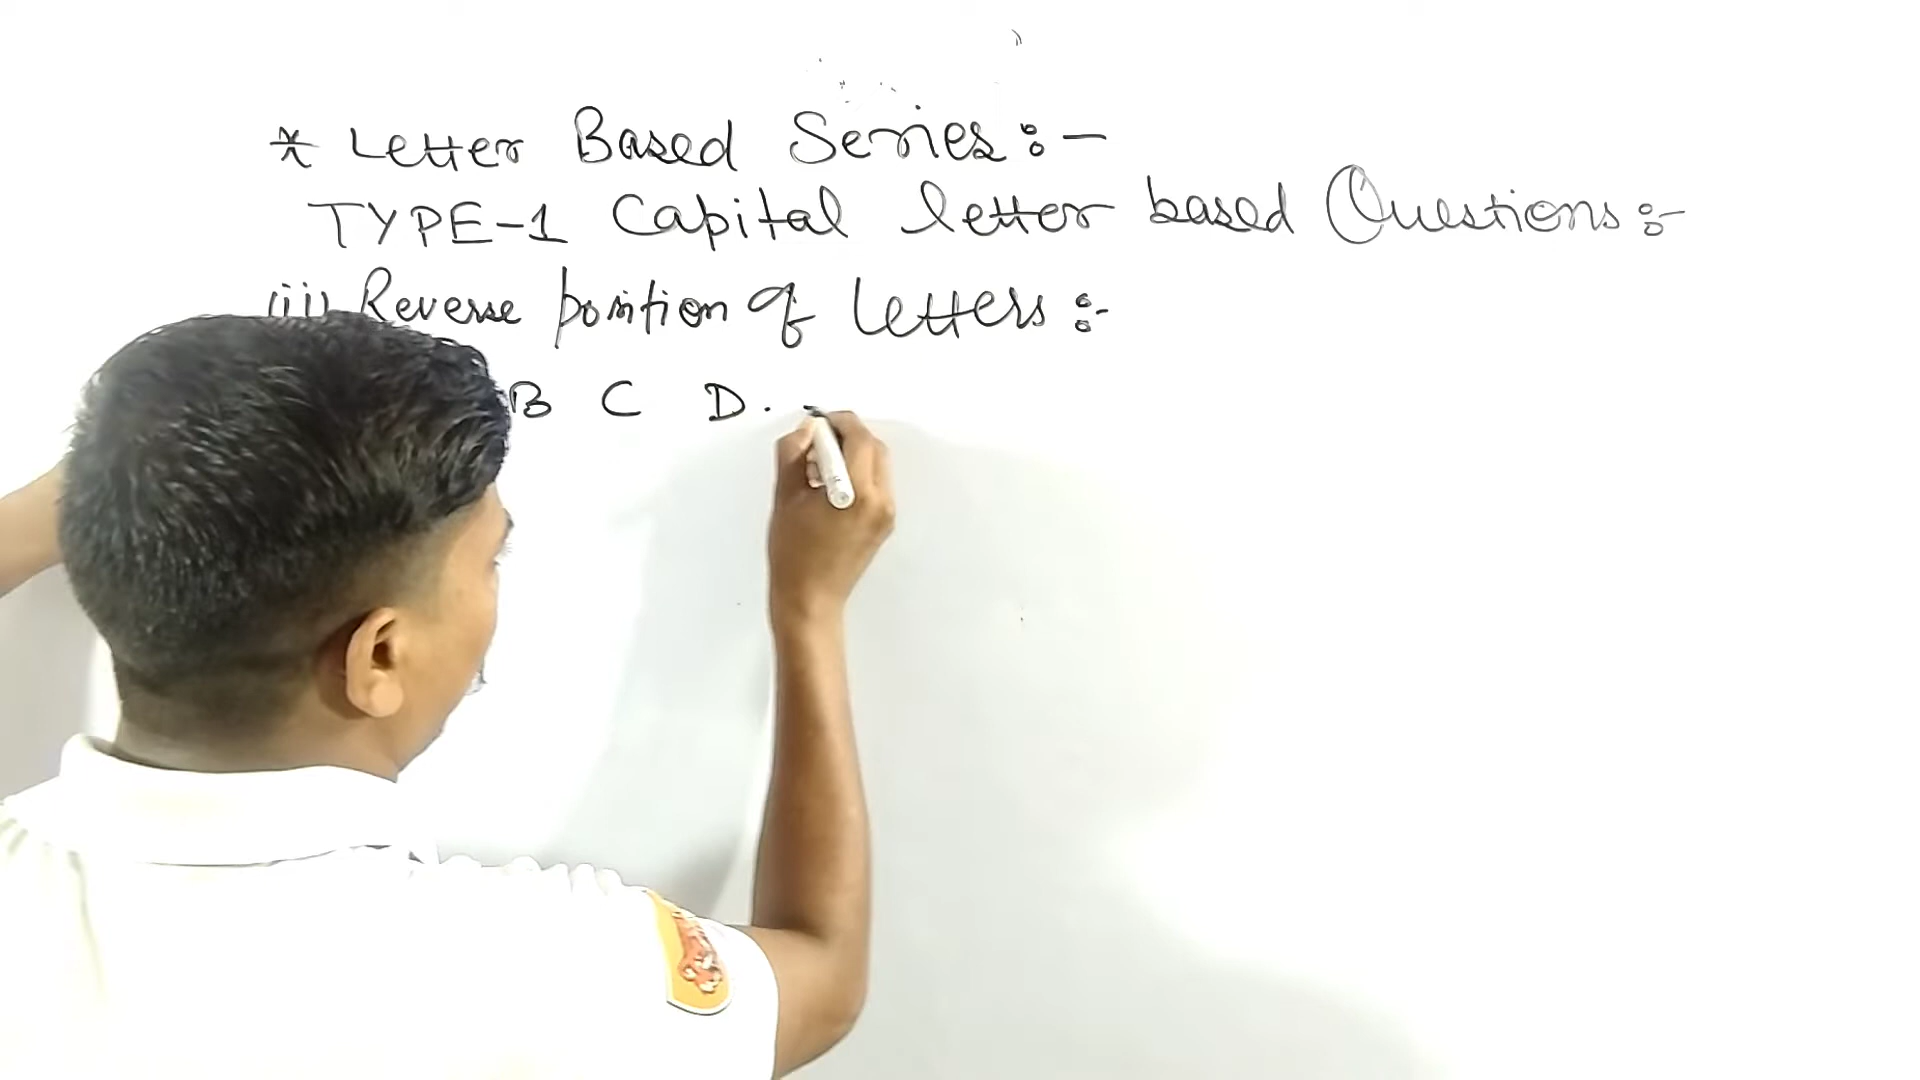 * Letter Based Series :-
TYPE-1 Capital letter based Questions :-
(ii) Reverse position of letters :-
B C D .